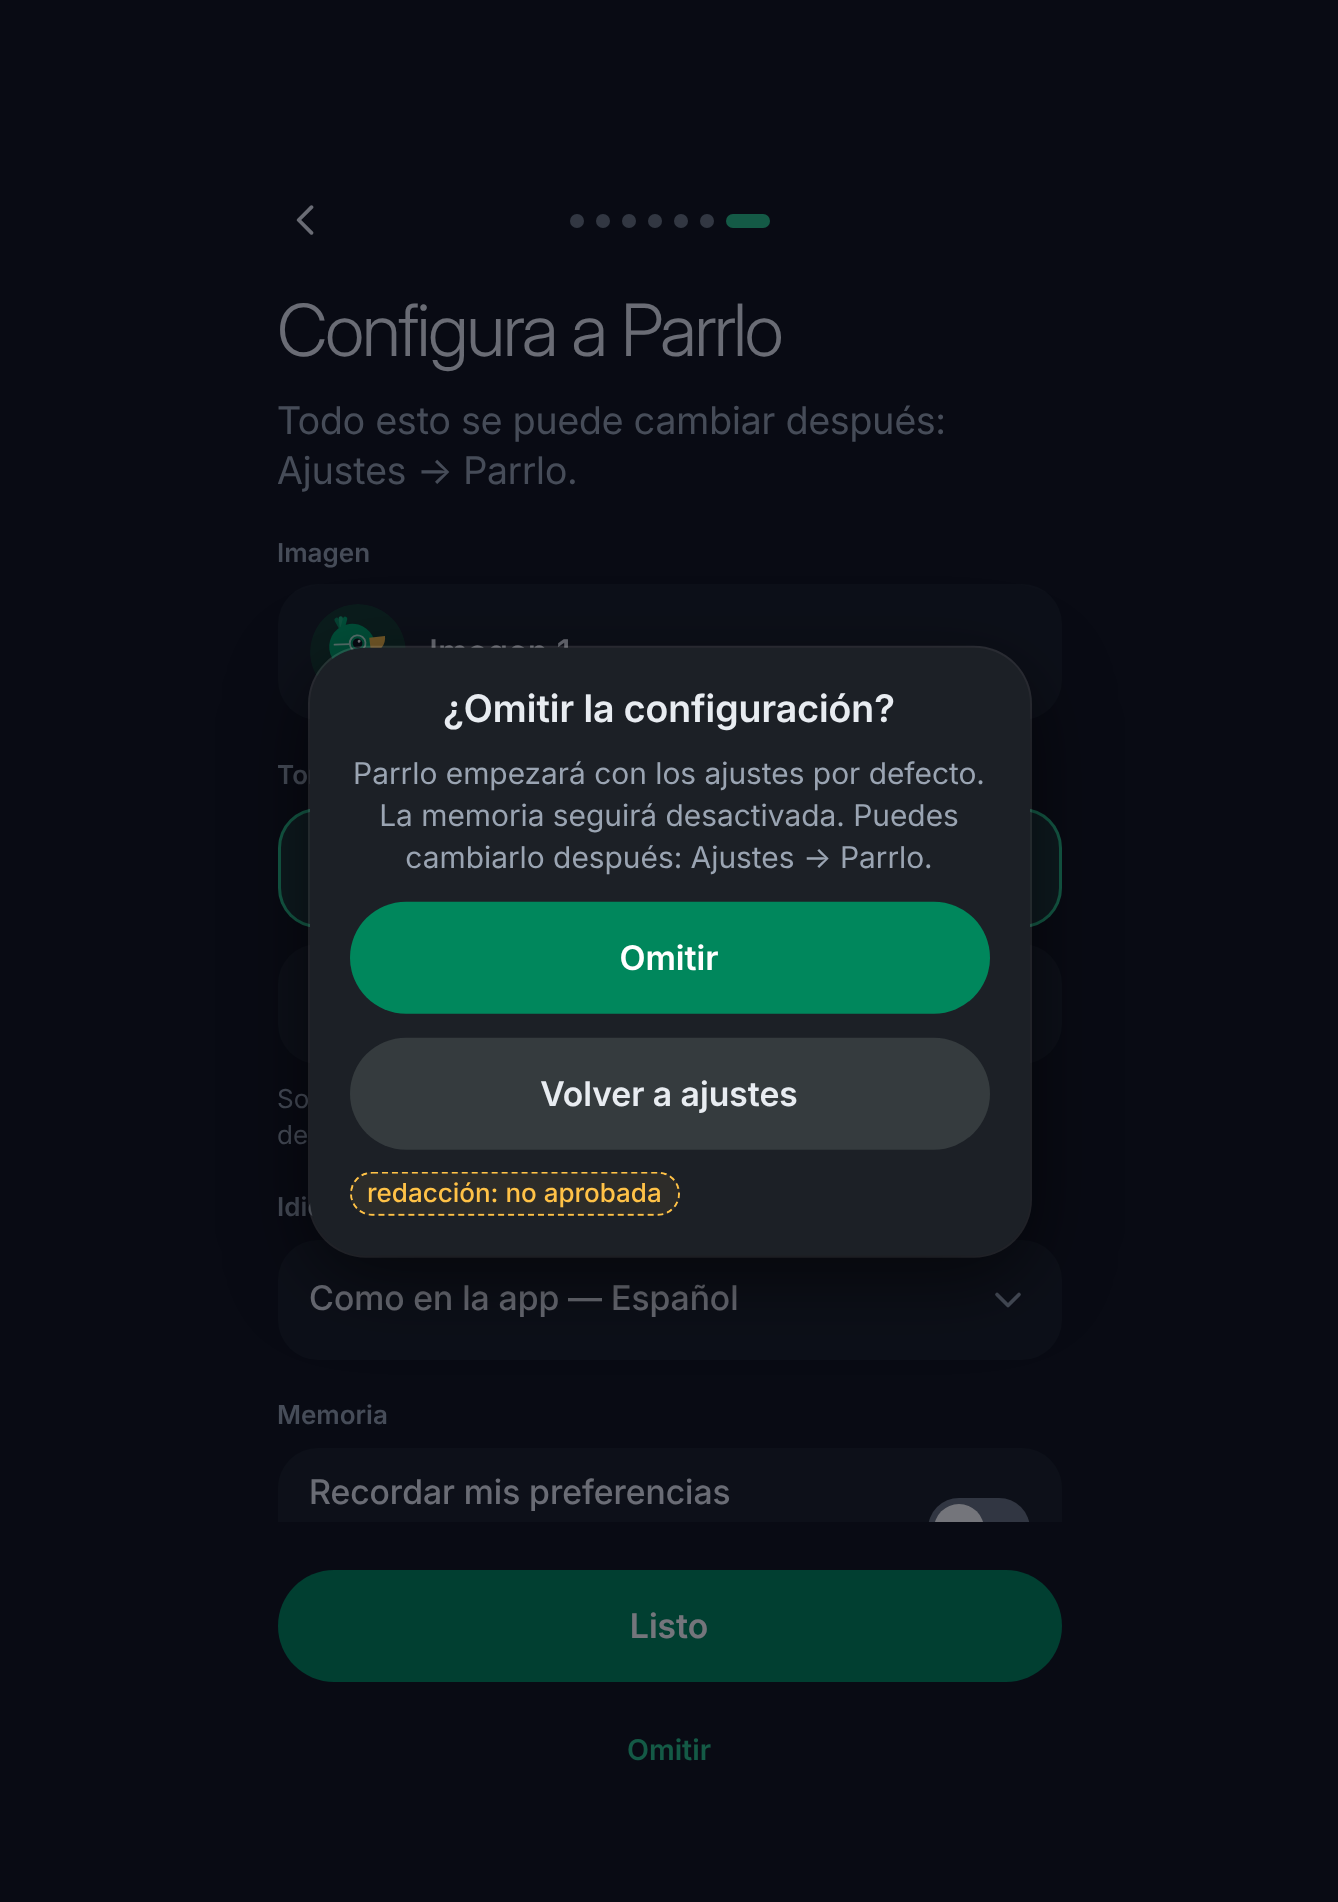 Configura a Parrlo
Todo esto se puede cambiar después:
Ajustes → Parrlo.
Imagen
Imagen 1
¿Omitir la configuración?
Parrlo empezará con los ajustes por defecto.
La memoria seguirá desactivada. Puedes
cambiarlo después: Ajustes → Parrlo.
Omitir
Volver a ajustes
redacción: no aprobada
Como en la app — Español
Memoria
Recordar mis preferencias
Listo
Omitir